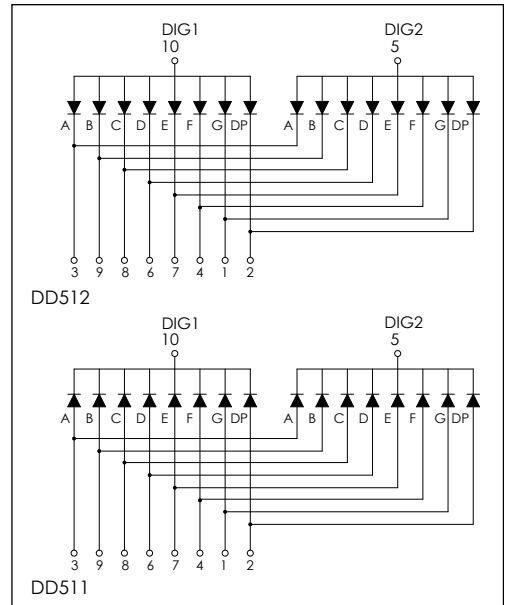 DIG1 DIG2
10 5
A B C D E F G DP A B C D E F G DP
3 9 8 6 7 4 1 2
DD512
DIG1 DIG2
10 5
A B C D E F G DP A B C D E F G DP
3 9 8 6 7 4 1 2
DD511